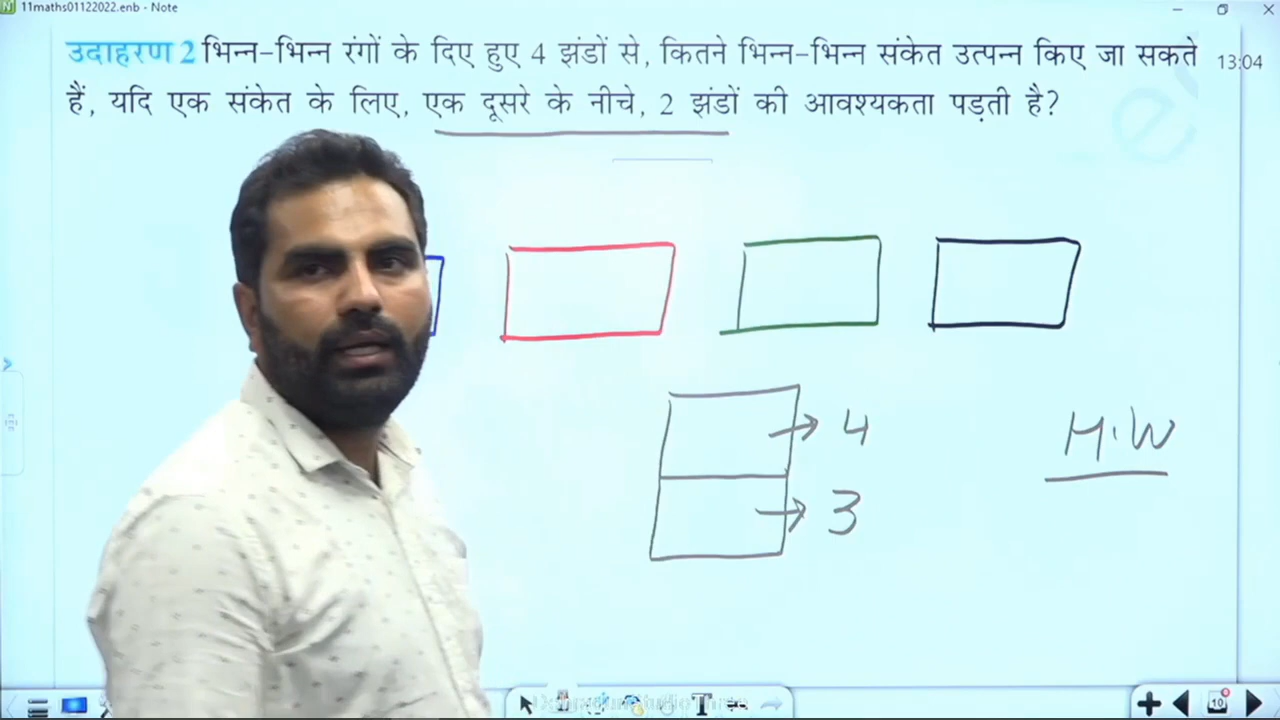 11maths01122022.enb - Note
उदाहरण 2 भिन्न-भिन्न रंगों के दिए हुए 4 झंडों से, कितने भिन्न-भिन्न संकेत उत्पन्न किए जा सकते
13:04
हैं, यदि एक संकेत के लिए, एक दूसरे के नीचे, 2 झंडों की आवश्यकता पड़ती है?
→ 4
H.W
→ 3
10